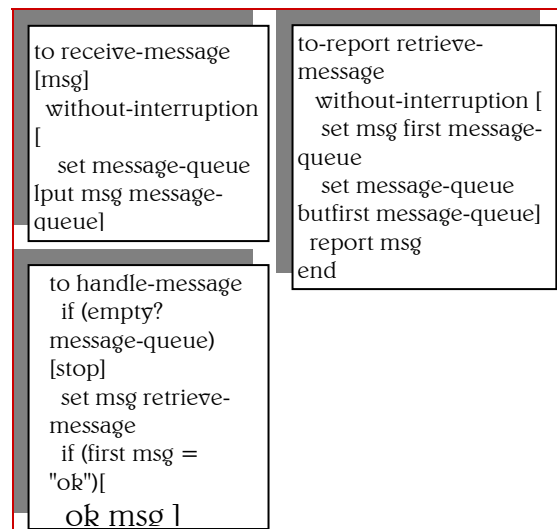 to receive-message
[msg]
without-interruption
[
set message-queue
lput msg message-
queue]
to-report retrieve-
message
without-interruption [
set msg first message-
queue
set message-queue
butfirst message-queue]
report msg
end
to handle-message
if (empty?
message-queue)
[stop]
set msg retrieve-
message
if (first msg =
"ok")[
ok msg ]